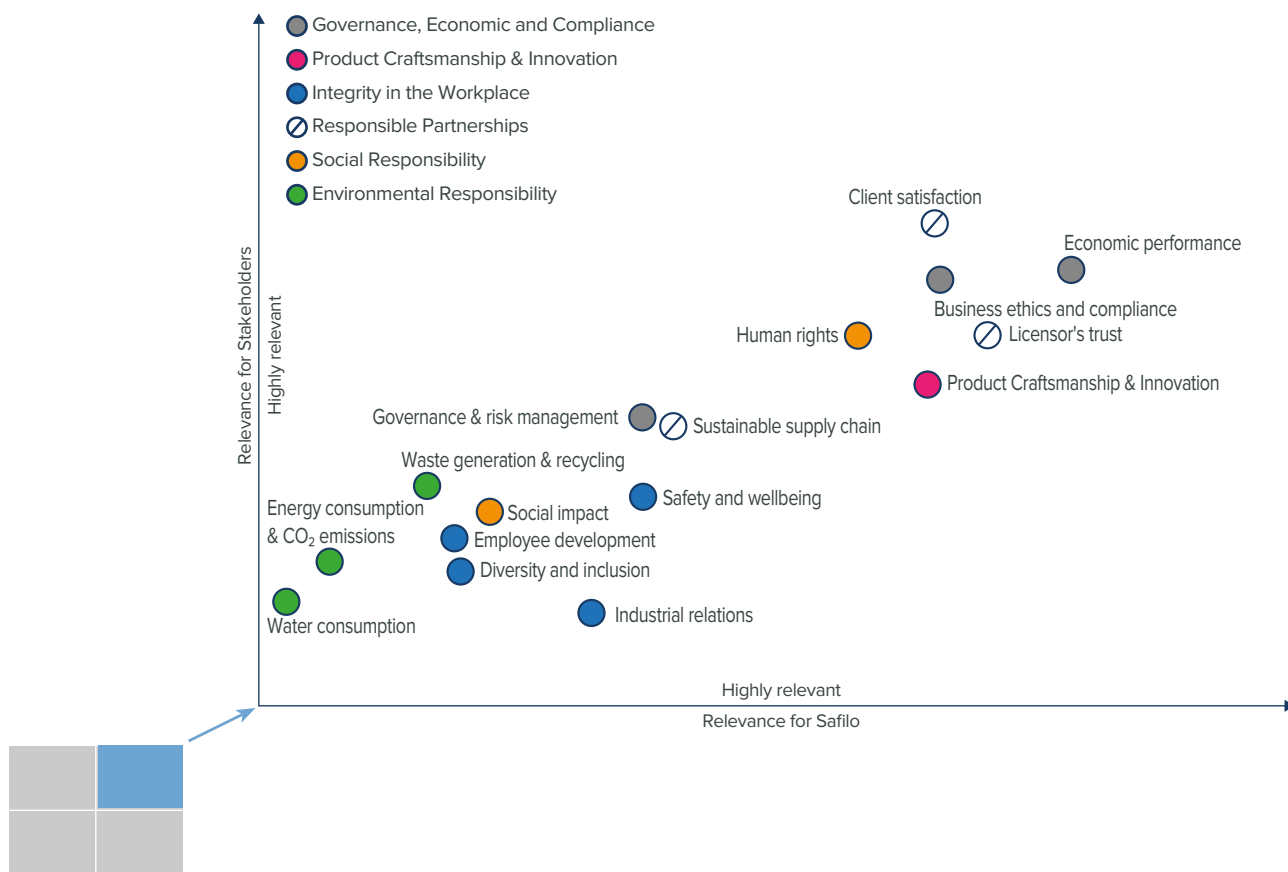 Governance, Economic and Compliance
Product Craftsmanship & Innovation
Integrity in the Workplace
Responsible Partnerships
Social Responsibility
Environmental Responsibility
Relevance for Stakeholders
Highly relevant
Client satisfaction
Economic performance
Business ethics and compliance
Human rights
Licensor's trust
Product Craftsmanship & Innovation
Governance & risk management
Sustainable supply chain
Waste generation & recycling
Safety and wellbeing
Energy consumption
& CO₂ emissions
Social impact
Employee development
Diversity and inclusion
Industrial relations
Water consumption
Highly relevant
Relevance for Safilo